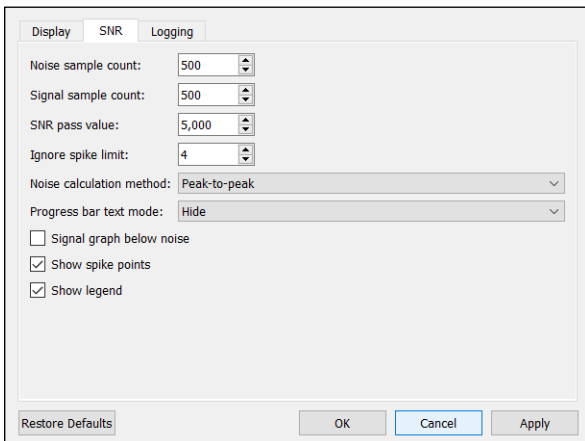 Display SNR Logging
Noise sample count: 500
Signal sample count: 500
SNR pass value: 5,000
Ignore spike limit: 4
Noise calculation method: Peak-to-peak
Progress bar text mode: Hide
Signal graph below noise
Show spike points
Show legend
Restore Defaults OK Cancel Apply